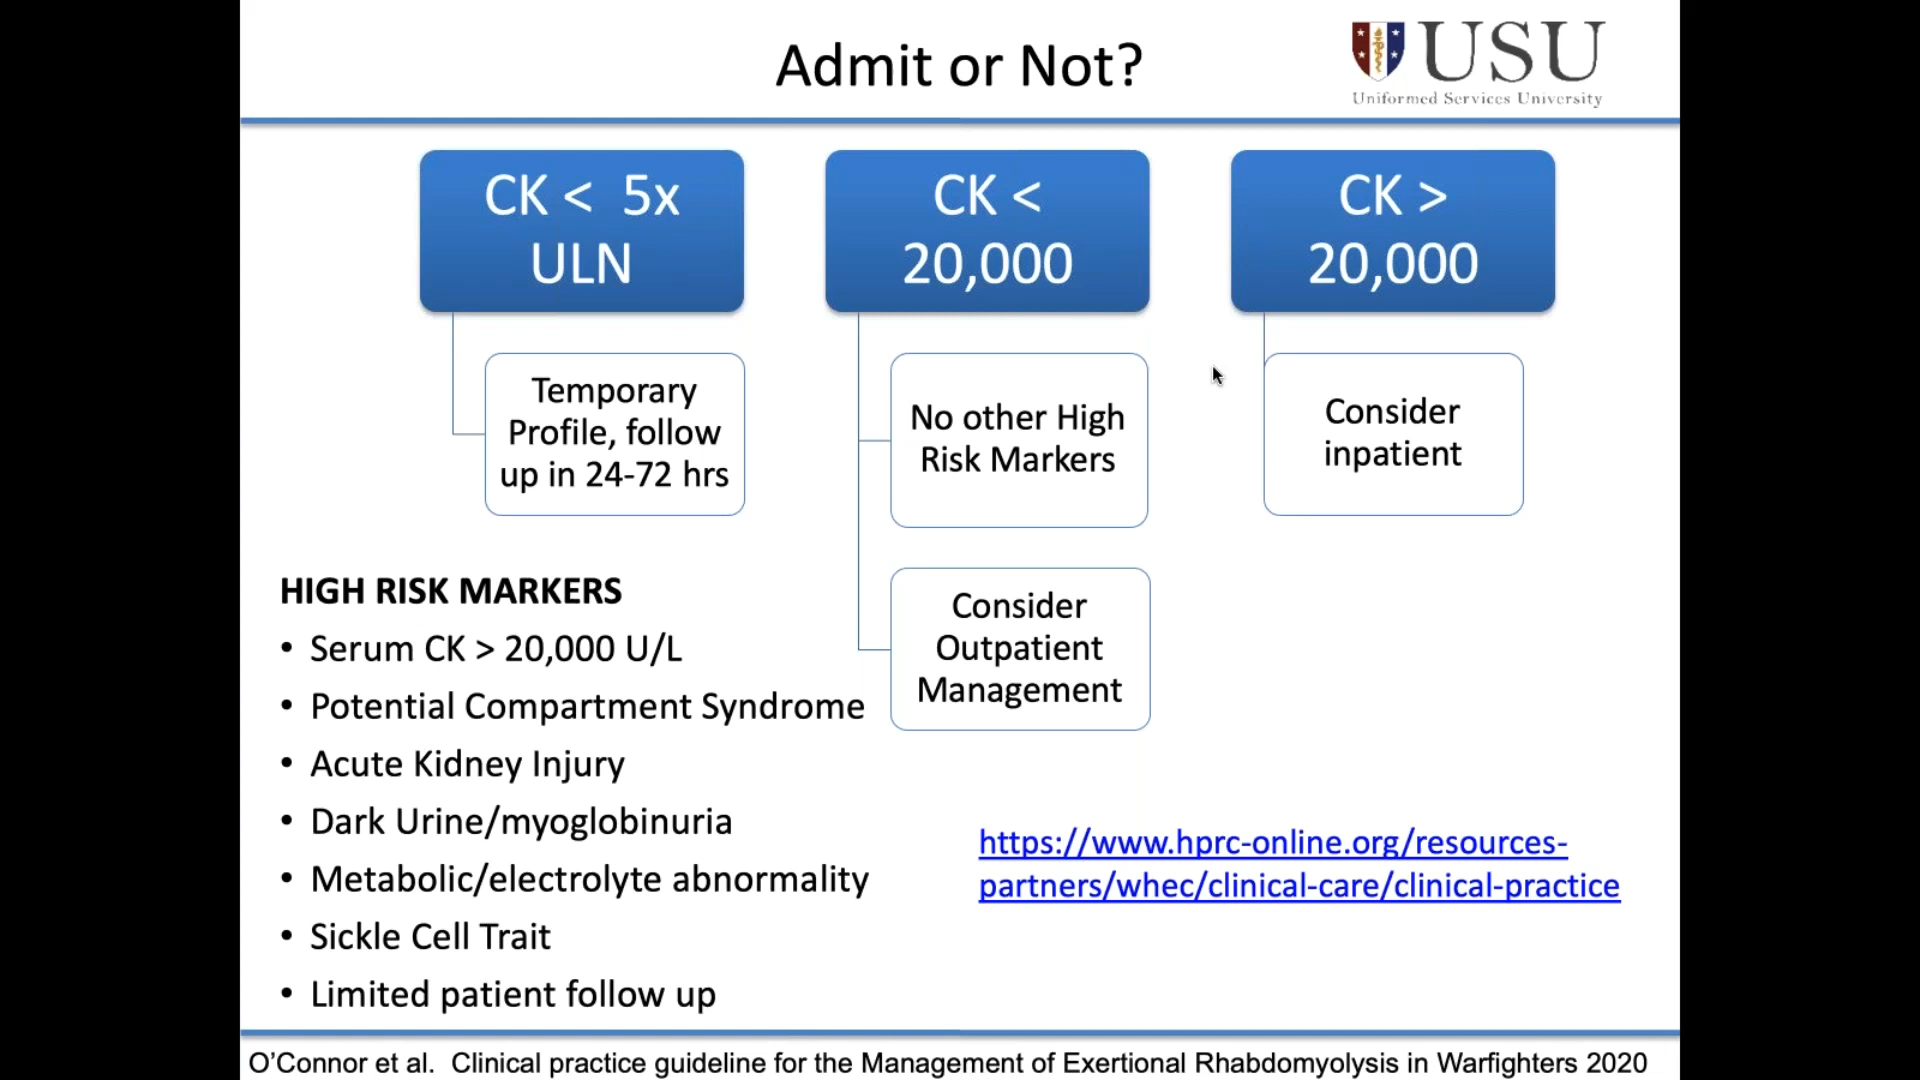 Admit or Not?
USU
Uniformed Services University
CK < 5x
ULN
Temporary
Profile, follow
up in 24-72 hrs
CK <
20,000
No other High
Risk Markers
Consider
Outpatient
Management
CK >
20,000
Consider
inpatient
HIGH RISK MARKERS
• Serum CK > 20,000 U/L
• Potential Compartment Syndrome
• Acute Kidney Injury
• Dark Urine/myoglobinuria
• Metabolic/electrolyte abnormality
• Sickle Cell Trait
• Limited patient follow up
https://www.hprc-online.org/resources-
partners/whec/clinical-care/clinical-practice
O’Connor et al. Clinical practice guideline for the Management of Exertional Rhabdomyolysis in Warfighters 2020